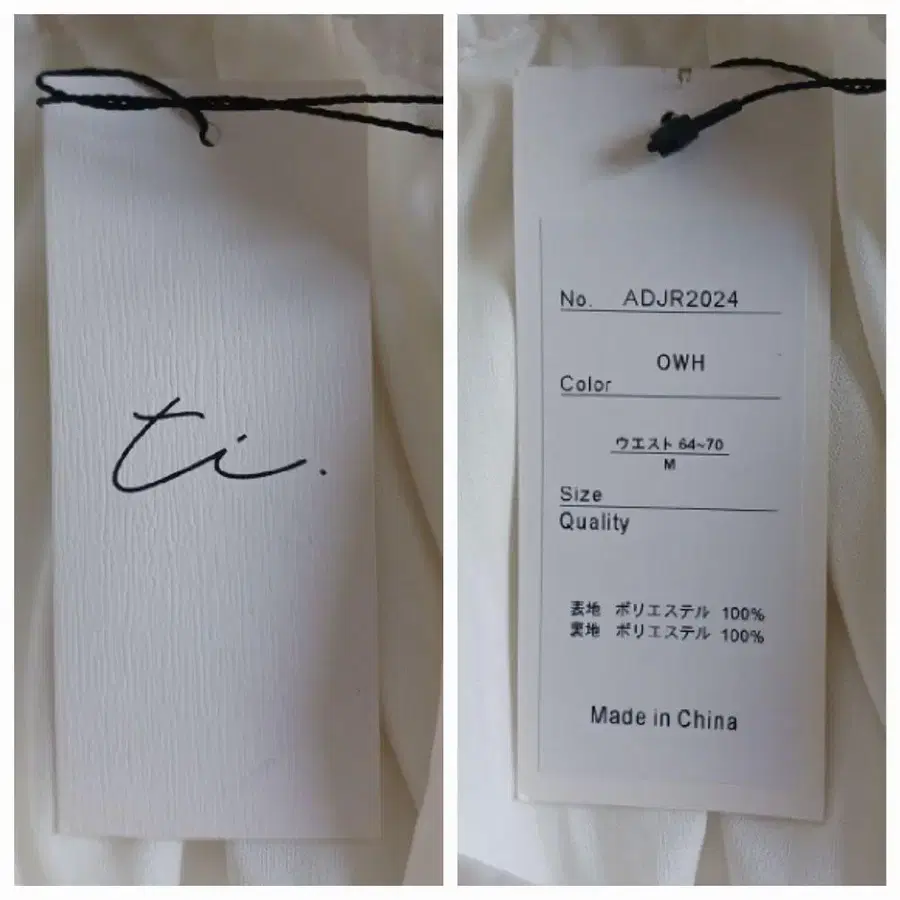 ti.
No. ADJR2024
OWH
Color
ウエスト 64~70
M
Size
Quality
表地 ポリエステル 100%
裏地 ポリエステル 100%
Made in China